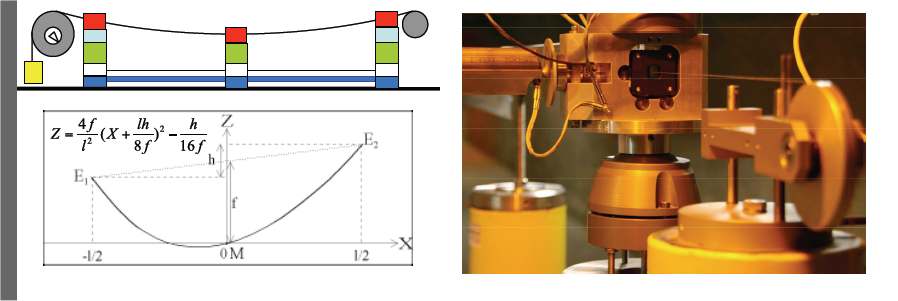 Z = 4f/l² (X + lh/8f)² − h/16f
Z
E₂
h
E₁
f
X
-l/2
0 M
l/2